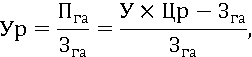 Ур = Пга / Зга = (У × Цр − Зга) / Зга,